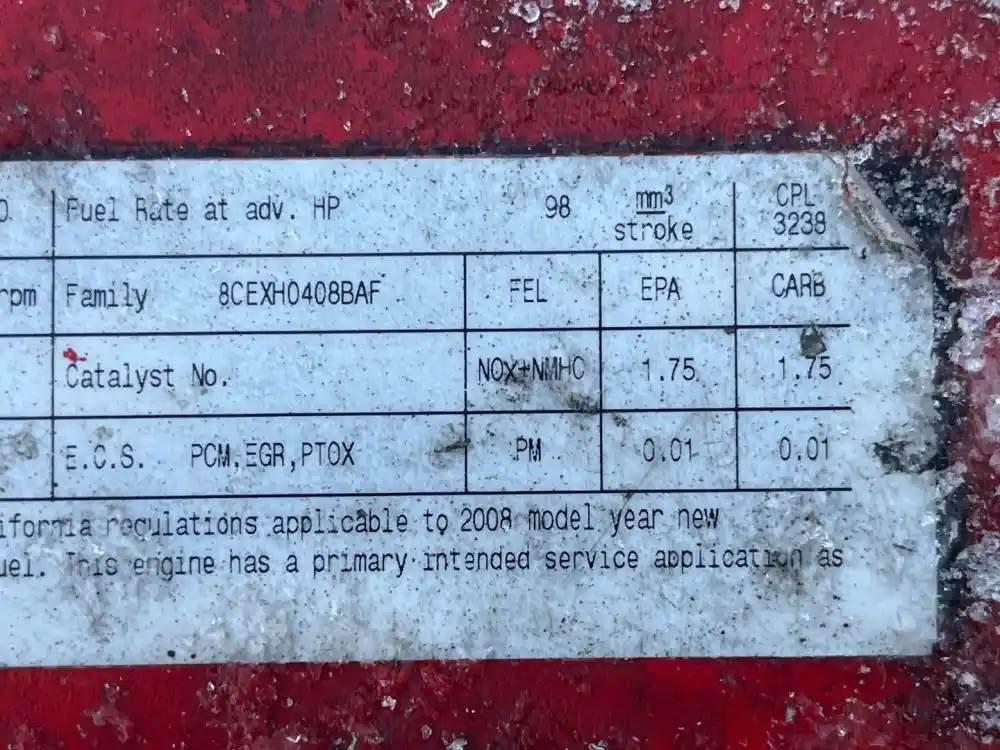 0 Fuel Rate at adv. HP 98 mm³ CPL
stroke 3238
rpm Family 8CEXH0408BAF FEL EPA CARB
Catalyst No. NOX+NMHC 1.75 1.75
E.C.S. PCM,EGR,PTOX PM 0.01 0.01
ifornia regulations applicable to 2008 model year new
uel. This engine has a primary intended service application as